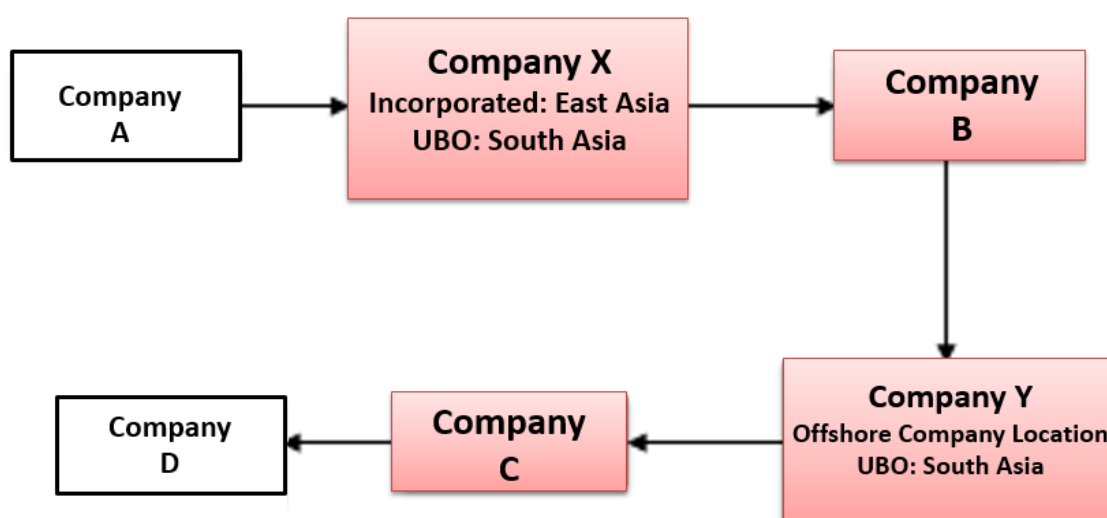 Company
A
Company X
Incorporated: East Asia
UBO: South Asia
Company
B
Company Y
Offshore Company Location
UBO: South Asia
Company
C
Company
D